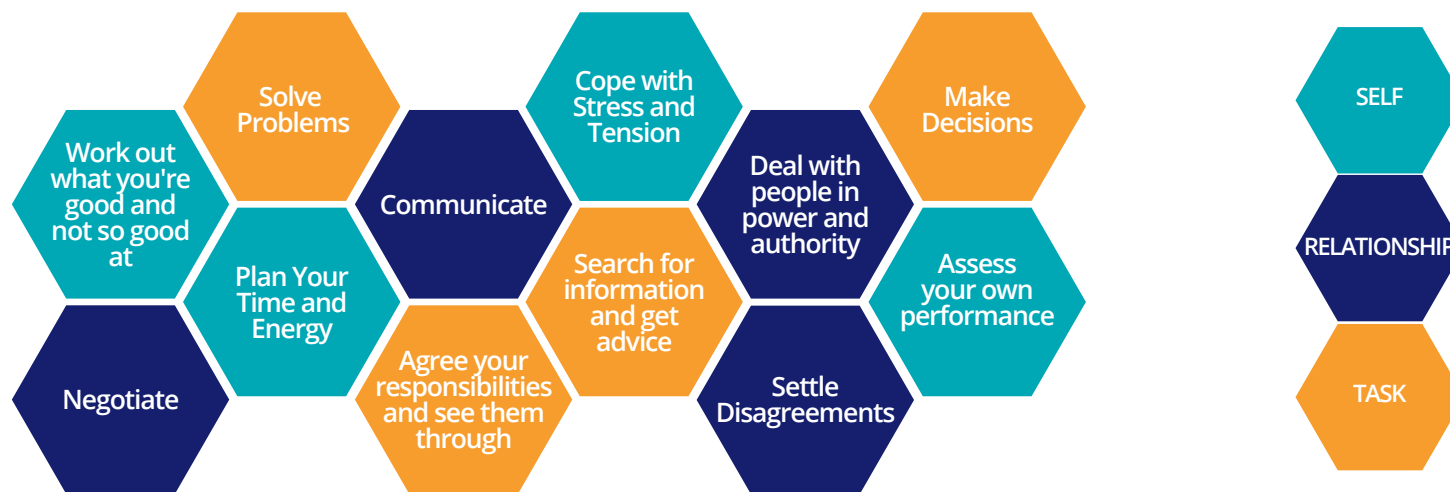 Solve
Problems
Cope with
Stress and
Tension
Make
Decisions
Work out
what you're
good and
not so good
at
Communicate
Deal with
people in
power and
authority
Plan Your
Time and
Energy
Search for
information
and get
advice
Assess
your own
performance
Negotiate
Agree your
responsibilities
and see them
through
Settle
Disagreements
SELF
RELATIONSHIP
TASK